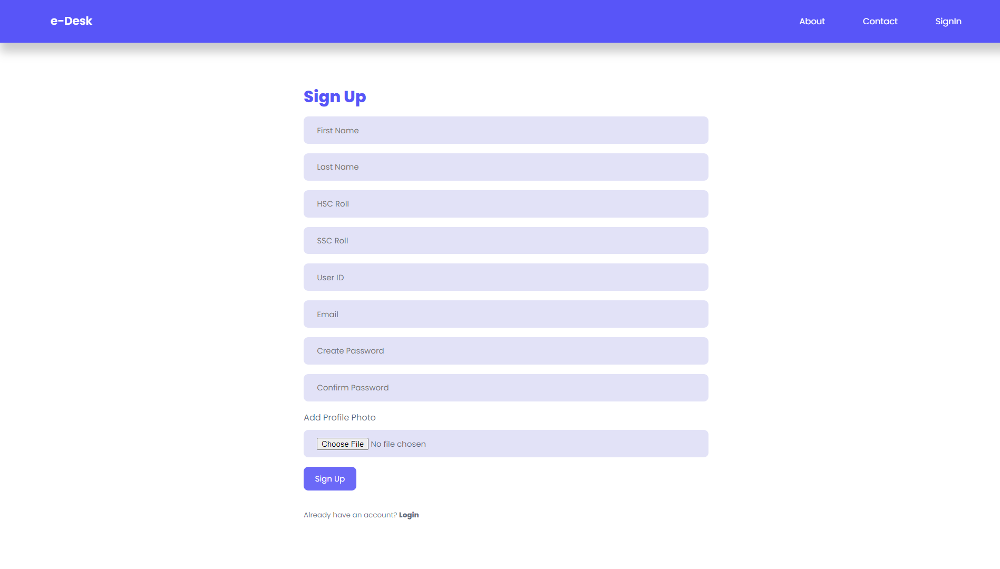 e-Desk About Contact SignIn
Sign Up
First Name
Last Name
HSC Roll
SSC Roll
User ID
Email
Create Password
Confirm Password
Add Profile Photo
Choose File No file chosen
Sign Up
Already have an account? Login